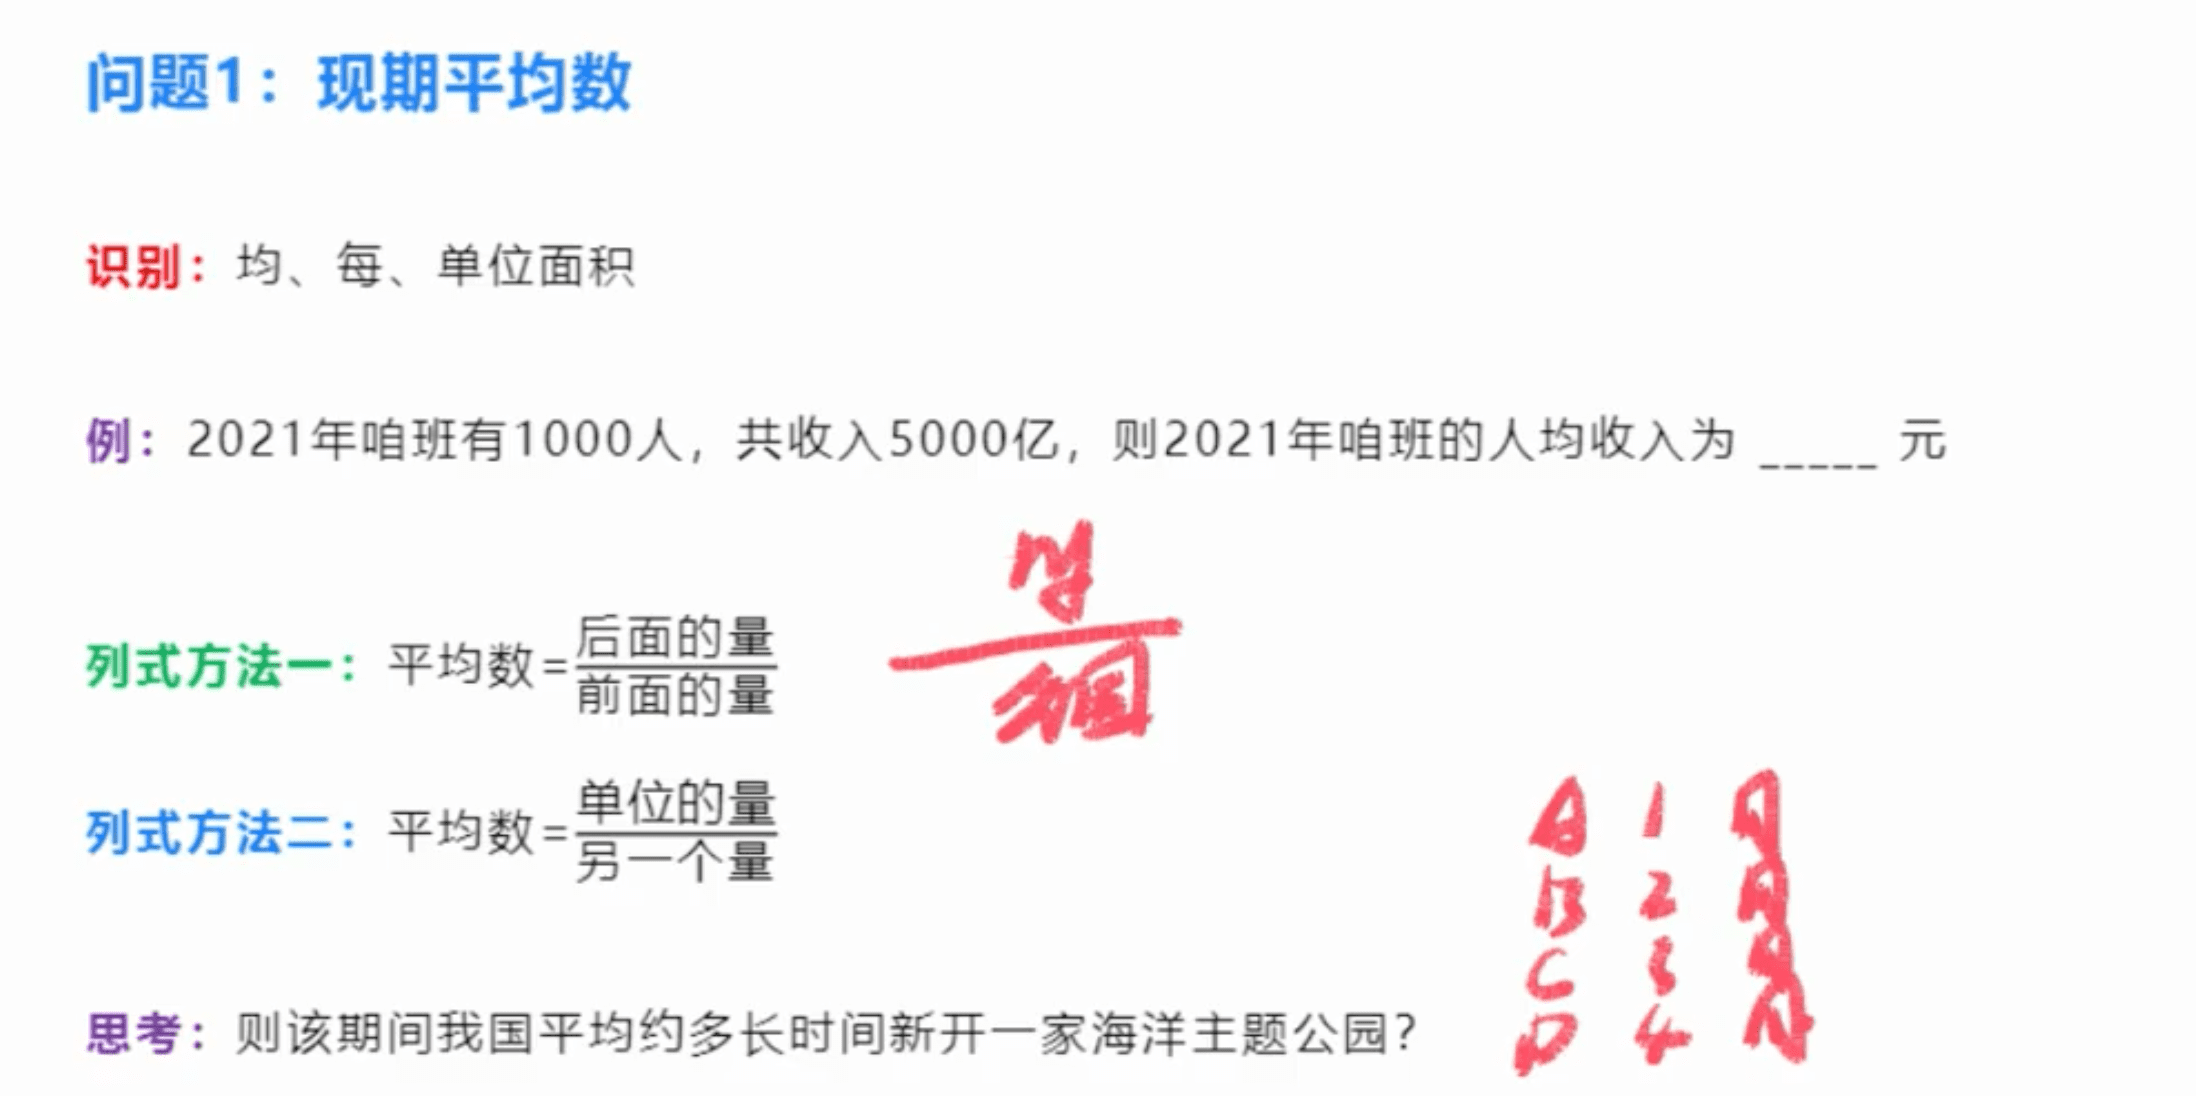 问题1：现期平均数
识别：均、每、单位面积
例：2021年咱班有1000人，共收入5000亿，则2021年咱班的人均收入为 _____ 元
列式方法一：平均数=后面的量/前面的量
列式方法二：平均数=单位的量/另一个量
思考：则该期间我国平均约多长时间新开一家海洋主题公园？
A 1 月
B 2 月
C 3 月
D 4 月